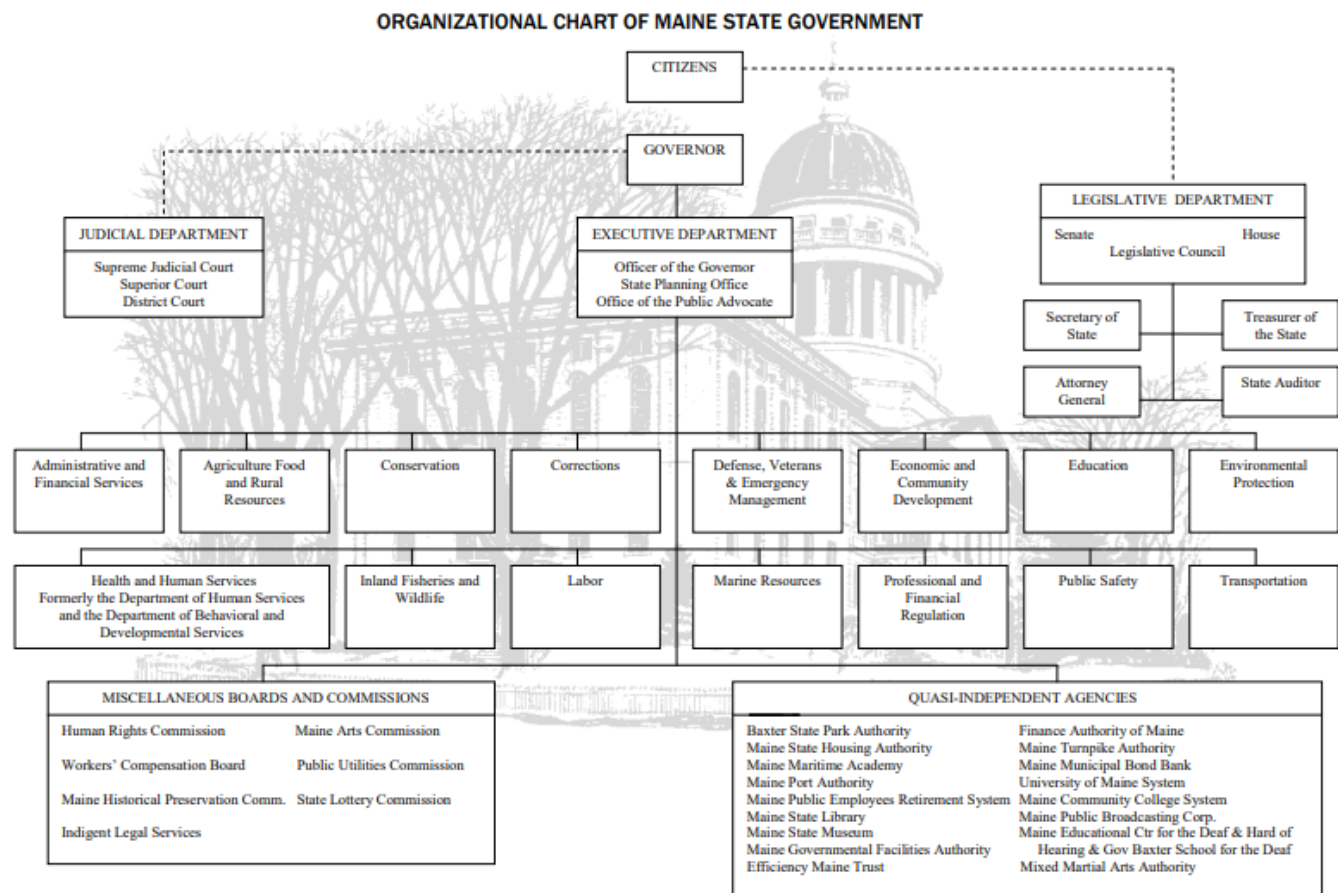 ORGANIZATIONAL CHART OF MAINE STATE GOVERNMENT
CITIZENS
GOVERNOR
JUDICIAL DEPARTMENT
Supreme Judicial Court
Superior Court
District Court
EXECUTIVE DEPARTMENT
Officer of the Governor
State Planning Office
Office of the Public Advocate
LEGISLATIVE DEPARTMENT
Senate House
Legislative Council
Secretary of
State
Treasurer of
the State
Attorney
General
State Auditor
Administrative and
Financial Services
Agriculture Food
and Rural
Resources
Conservation
Corrections
Defense, Veterans
& Emergency
Management
Economic and
Community
Development
Education
Environmental
Protection
Health and Human Services
Formerly the Department of Human Services
and the Department of Behavioral and
Developmental Services
Inland Fisheries and
Wildlife
Labor
Marine Resources
Professional and
Financial
Regulation
Public Safety
Transportation
MISCELLANEOUS BOARDS AND COMMISSIONS
Human Rights Commission Maine Arts Commission
Workers' Compensation Board Public Utilities Commission
Maine Historical Preservation Comm. State Lottery Commission
Indigent Legal Services
QUASI-INDEPENDENT AGENCIES
Baxter State Park Authority
Maine State Housing Authority
Maine Maritime Academy
Maine Port Authority
Maine Public Employees Retirement System
Maine State Library
Maine State Museum
Maine Governmental Facilities Authority
Efficiency Maine Trust
Finance Authority of Maine
Maine Turnpike Authority
Maine Municipal Bond Bank
University of Maine System
Maine Community College System
Maine Public Broadcasting Corp.
Maine Educational Ctr for the Deaf & Hard of
Hearing & Gov Baxter School for the Deaf
Mixed Martial Arts Authority